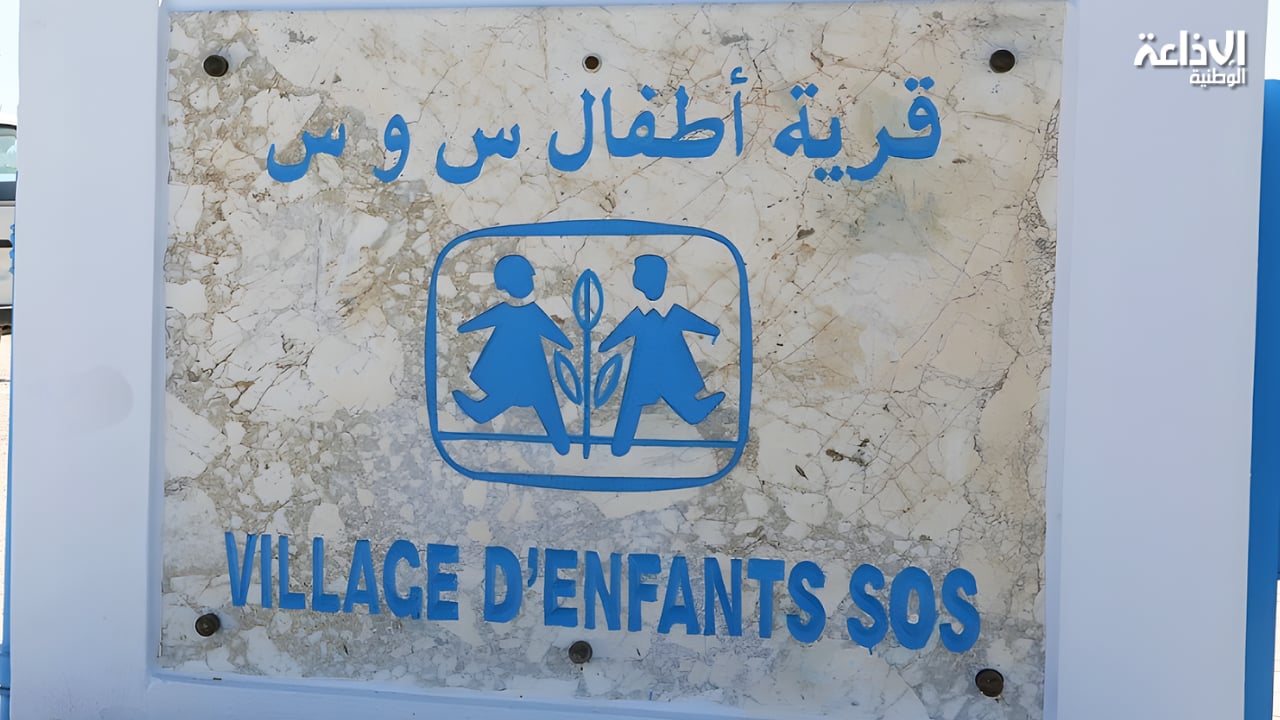 الإذاعة
الوطنية
قرية أطفال س و س
VILLAGE D'ENFANTS SOS